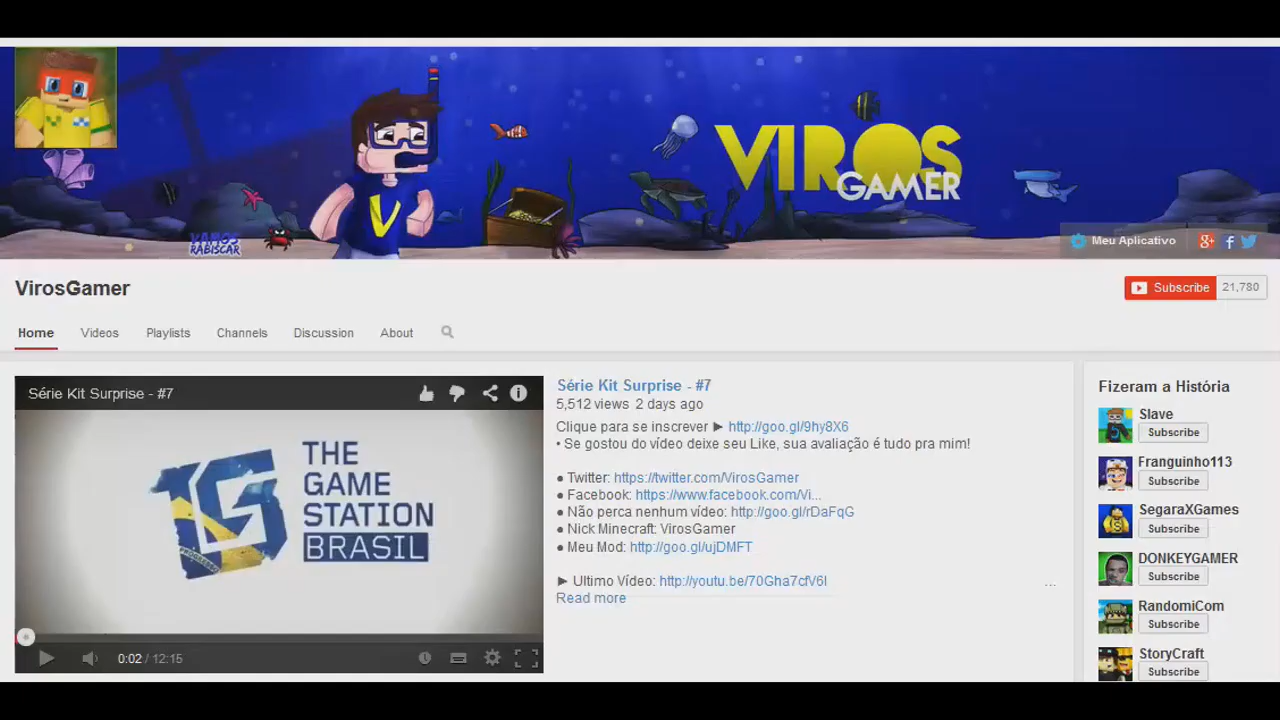 VIROS
GAMER
V
VAMOS
RABISCAR
Meu Aplicativo
VirosGamer
Subscribe 21,780
Home Videos Playlists Channels Discussion About
Série Kit Surprise - #7
THE
GAME
STATION
BRASIL
0:02 / 12:15
Série Kit Surprise - #7
5,512 views 2 days ago
Clique para se inscrever ► http://goo.gl/9hy8X6
• Se gostou do vídeo deixe seu Like, sua avaliação é tudo pra mim!
● Twitter: https://twitter.com/VirosGamer
● Facebook: https://www.facebook.com/Vi...
● Não perca nenhum vídeo: http://goo.gl/rDaFqG
● Nick Minecraft: VirosGamer
● Meu Mod: http://goo.gl/ujDMFT
► Ultimo Vídeo: http://youtu.be/70Gha7cfV6I ...
Read more
Fizeram a História
Slave
Subscribe
Franguinho113
Subscribe
SegaraXGames
Subscribe
DONKEYGAMER
Subscribe
RandomiCom
Subscribe
StoryCraft
Subscribe